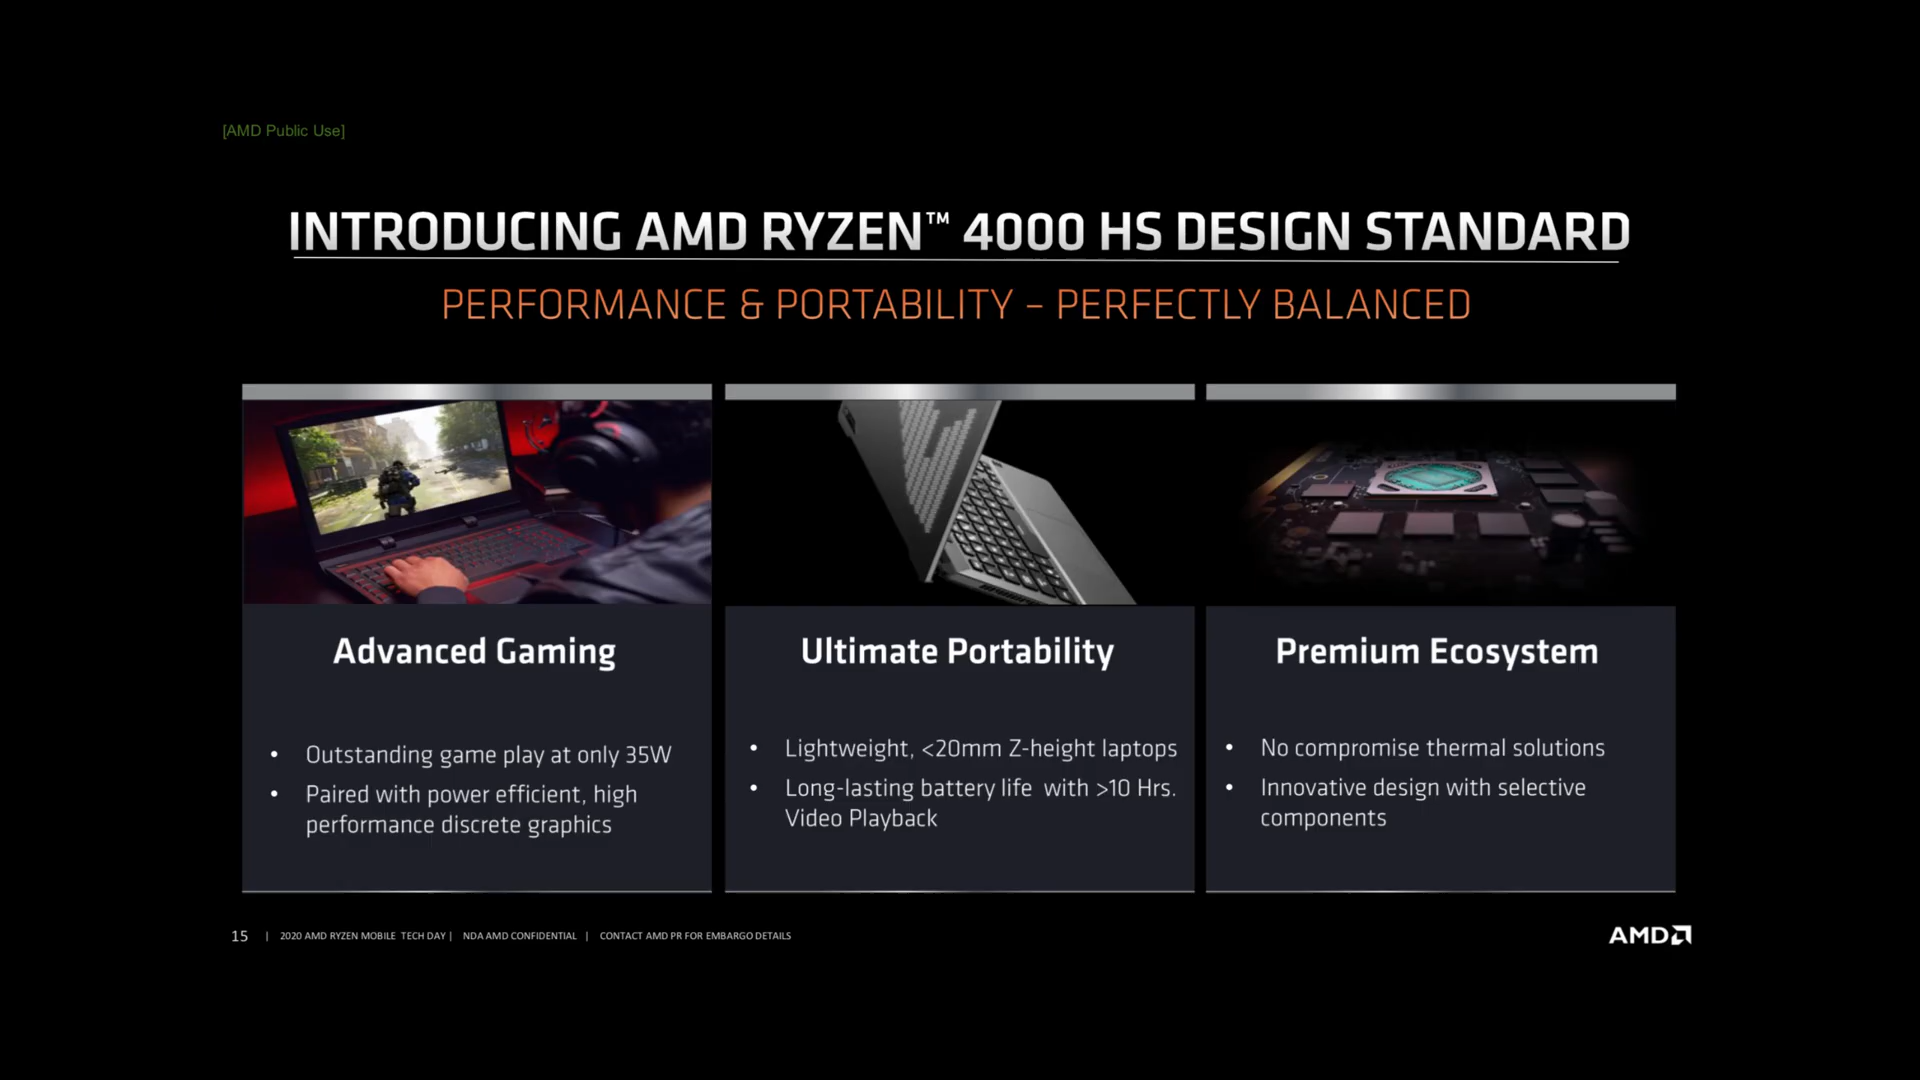 [AMD Public Use]
INTRODUCING AMD RYZEN™ 4000 HS DESIGN STANDARD
PERFORMANCE & PORTABILITY – PERFECTLY BALANCED
Advanced Gaming
• Outstanding game play at only 35W
• Paired with power efficient, high
performance discrete graphics
Ultimate Portability
• Lightweight, <20mm Z-height laptops
• Long-lasting battery life with >10 Hrs.
Video Playback
Premium Ecosystem
• No compromise thermal solutions
• Innovative design with selective
components
15 | 2020 AMD RYZEN MOBILE TECH DAY | NDA AMD CONFIDENTIAL | CONTACT AMD PR FOR EMBARGO DETAILS
AMD